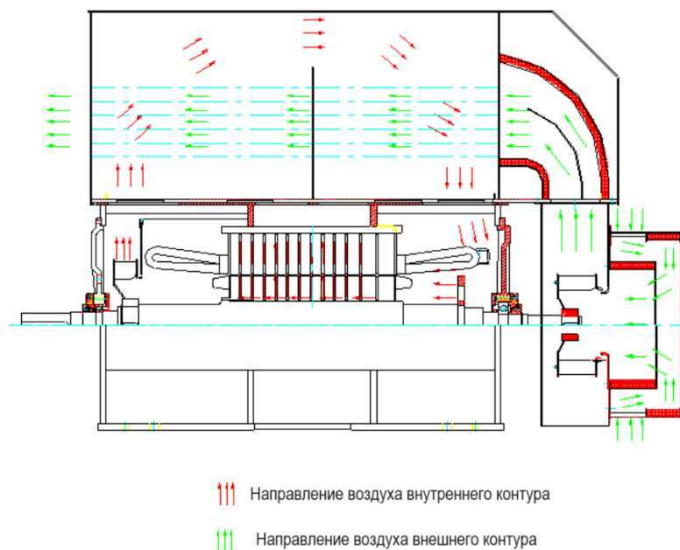 Направление воздуха внутреннего контура
Направление воздуха внешнего контура